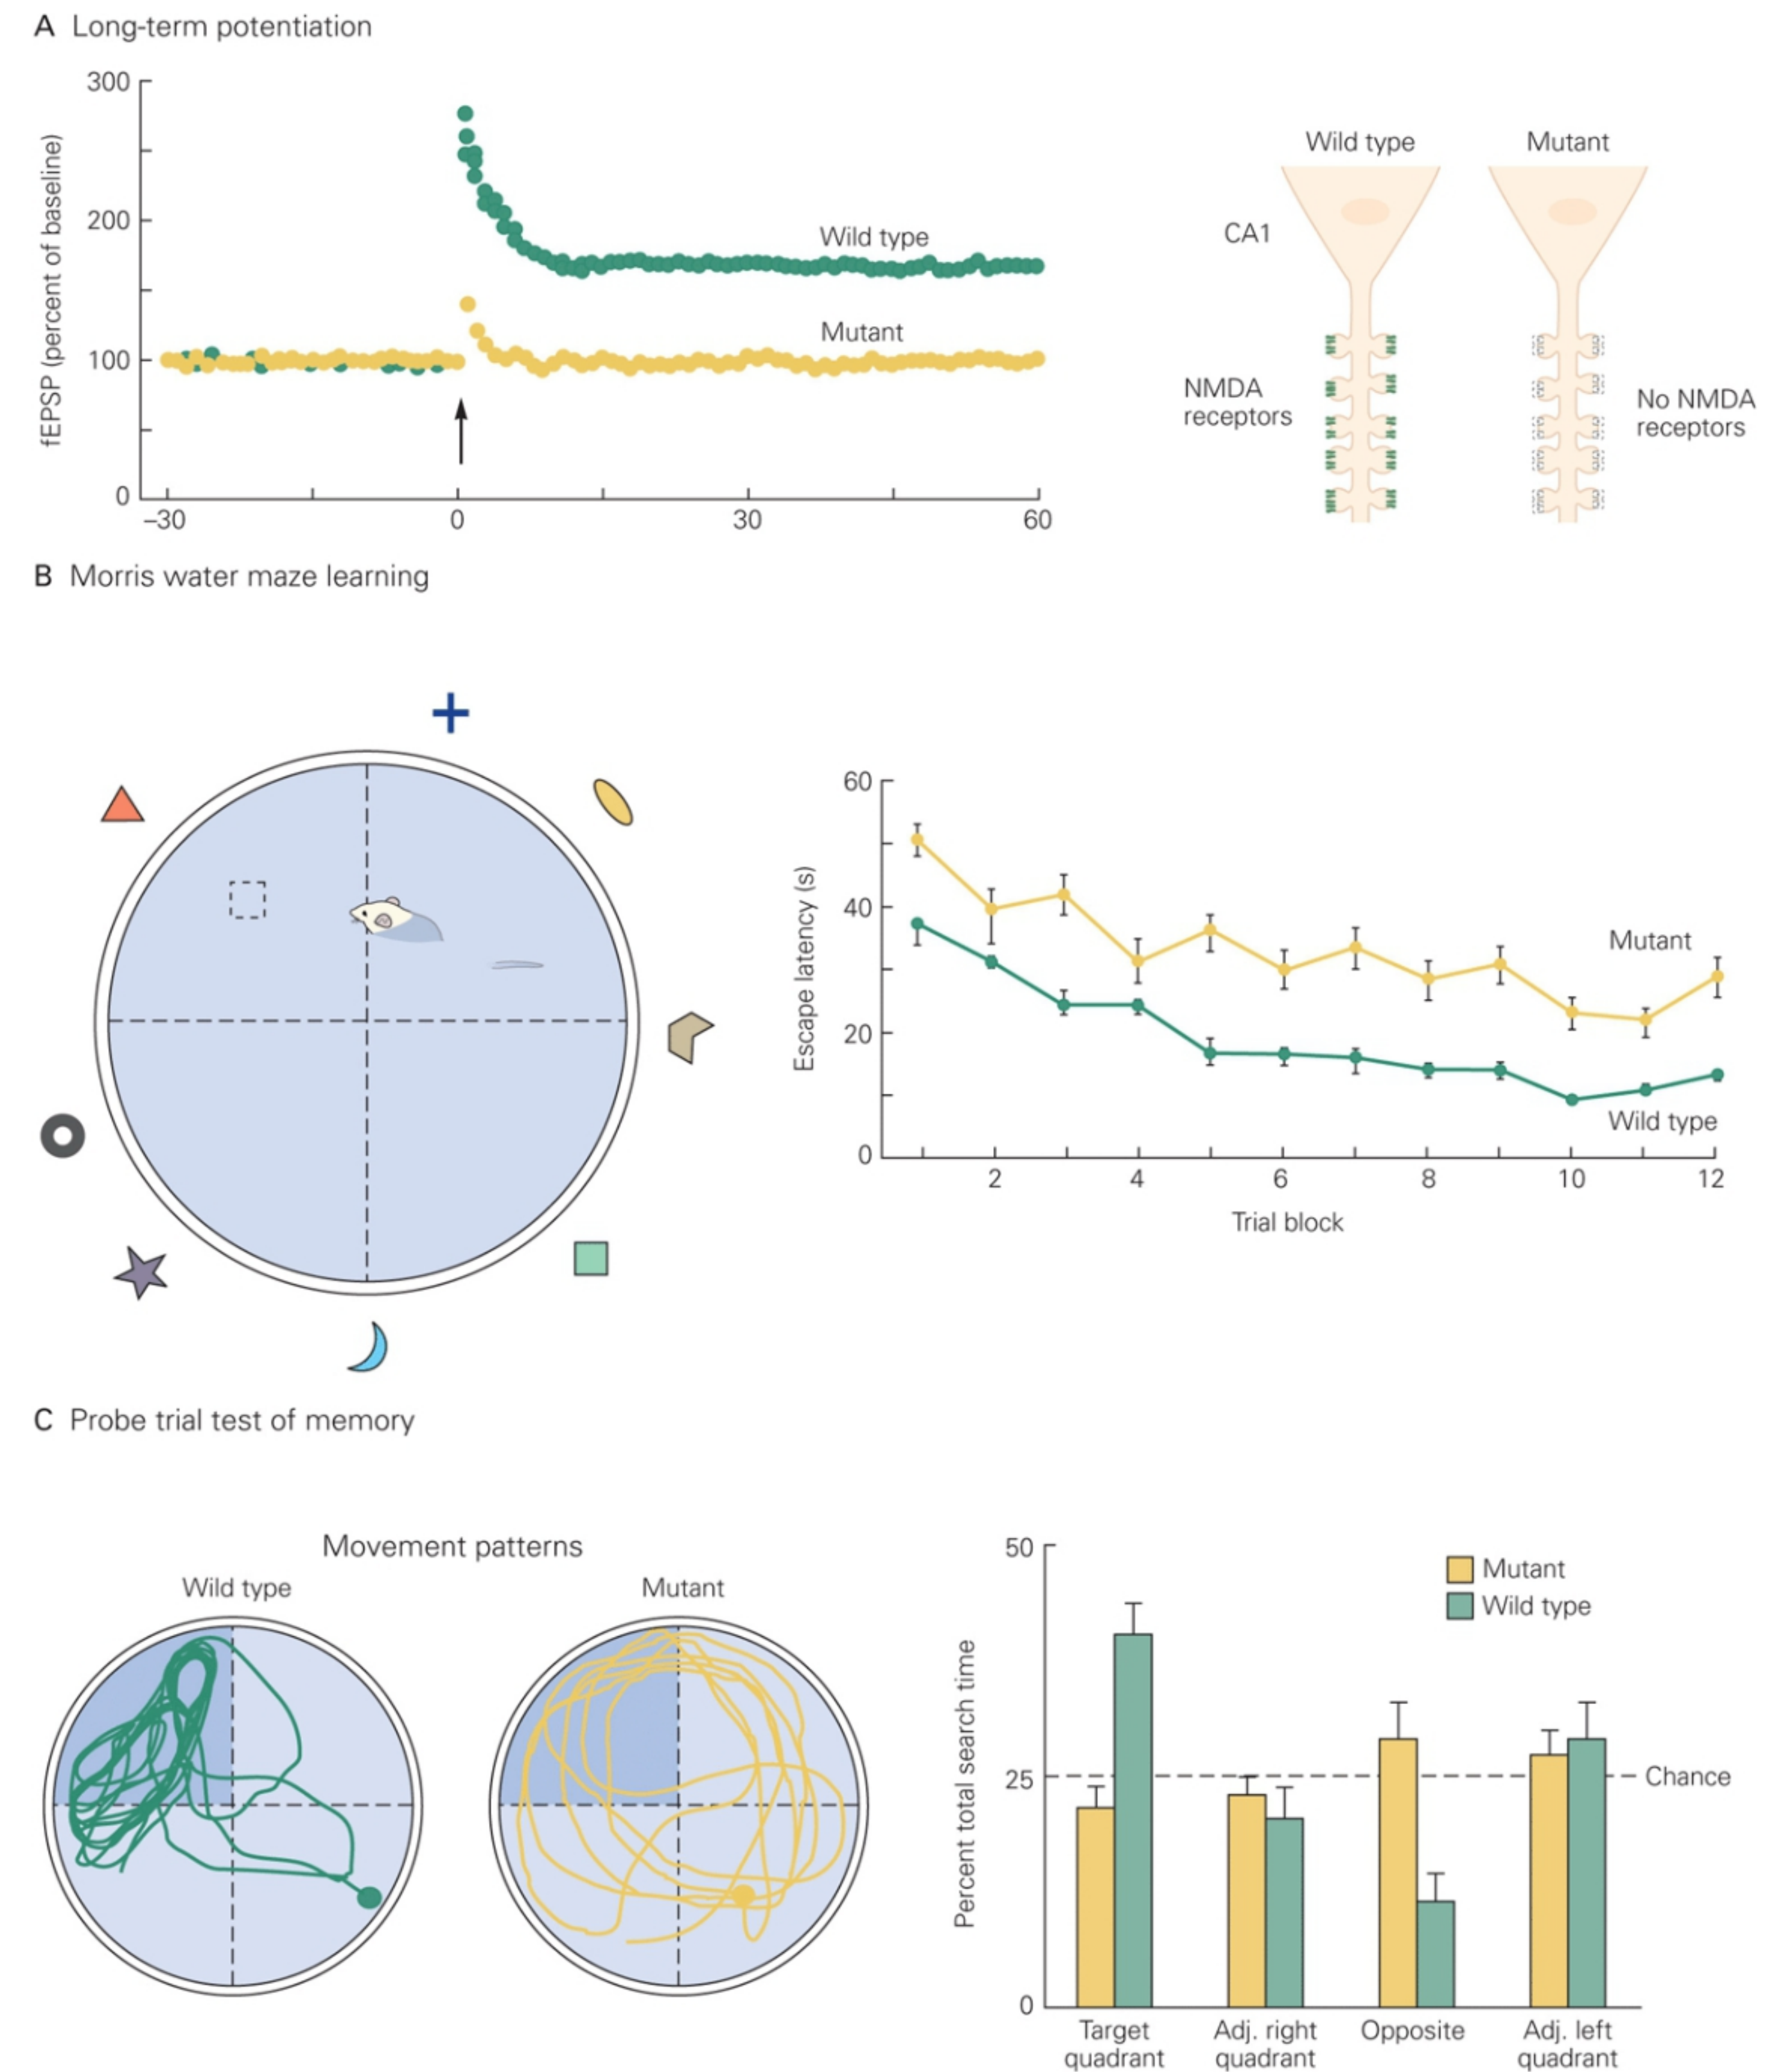 A Long-term potentiation
300
200
100
0
fEPSP (percent of baseline)
–30
0
30
60
Wild type
Mutant
Wild type
Mutant
CA1
NMDA
receptors
No NMDA
receptors
B Morris water maze learning
60
40
20
0
Escape latency (s)
Mutant
Wild type
2
4
6
8
10
12
Trial block
C Probe trial test of memory
Movement patterns
Wild type
Mutant
50
25
0
Percent total search time
Mutant
Wild type
Chance
Target
quadrant
Adj. right
quadrant
Opposite
Adj. left
quadrant